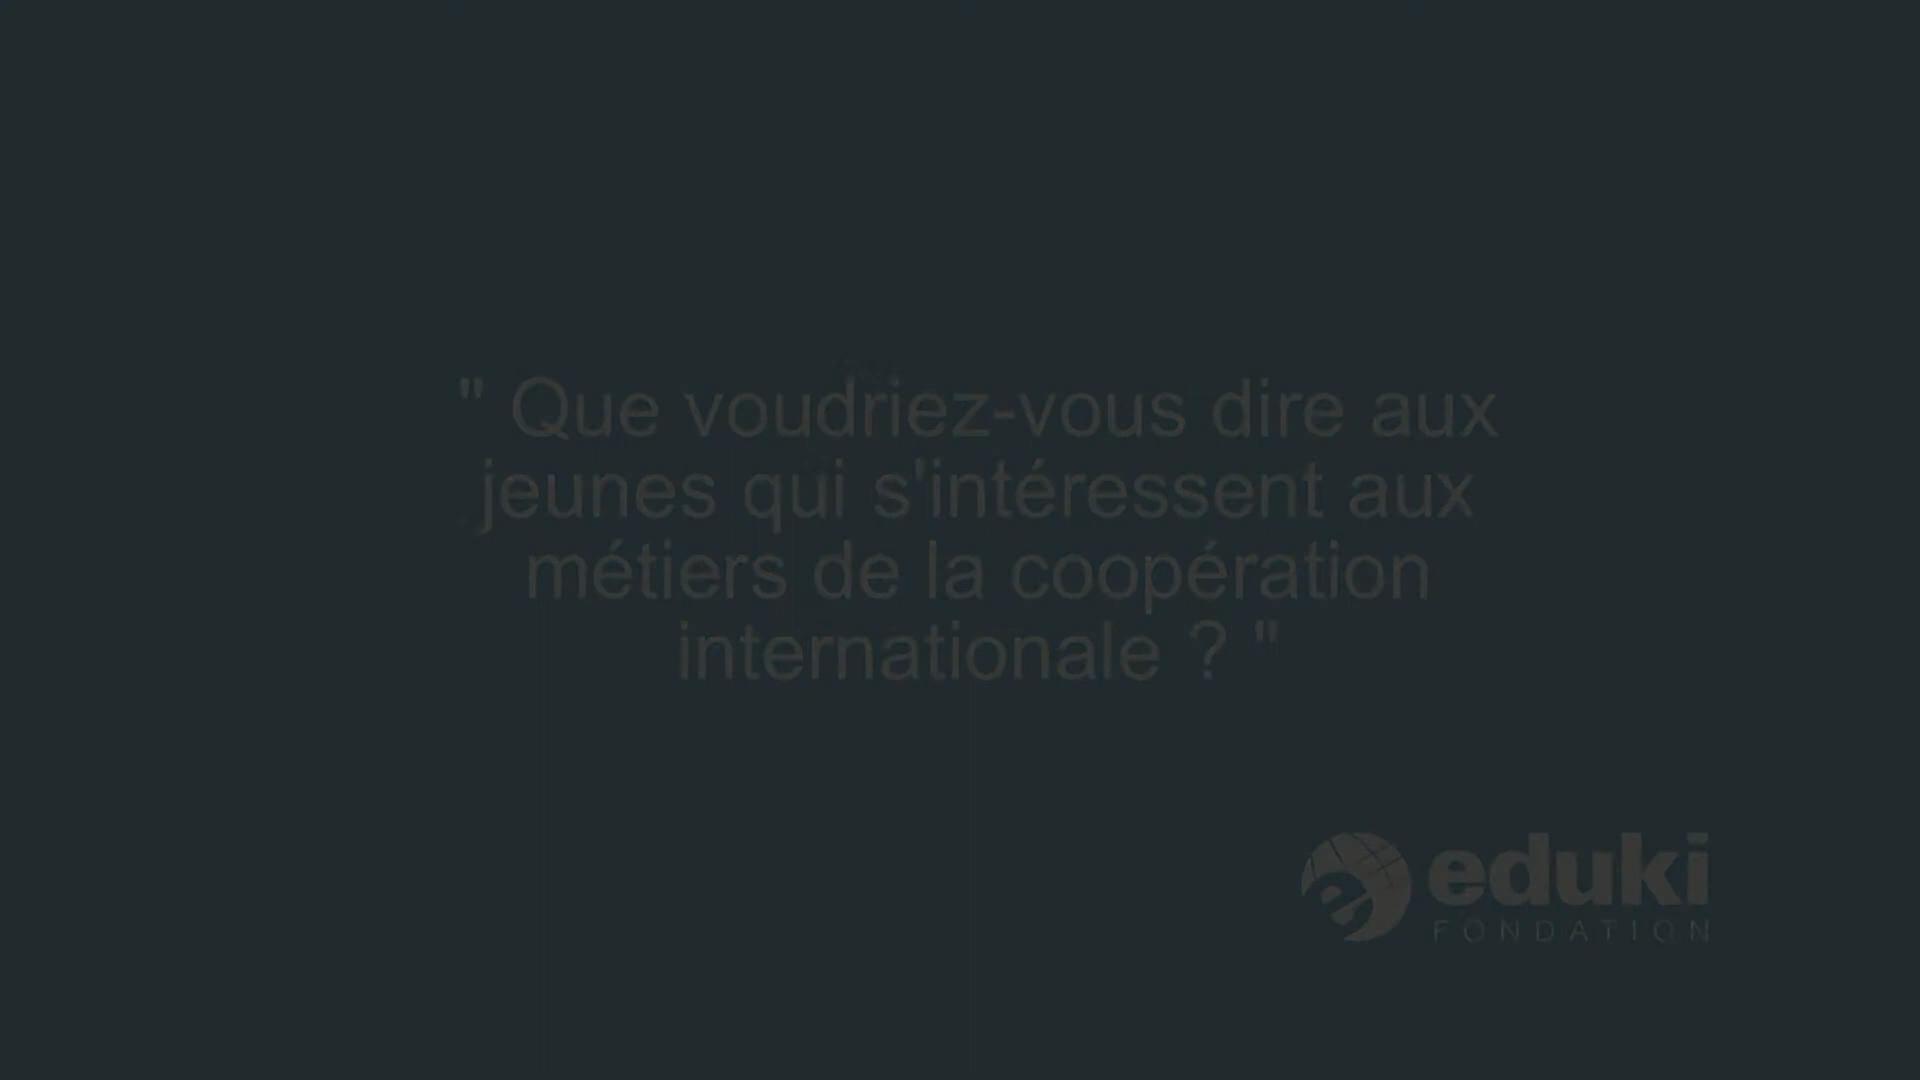 " Que voudriez-vous dire aux
jeunes qui s'intéressent aux
métiers de la coopération
internationale ? "
eduki
FONDATION